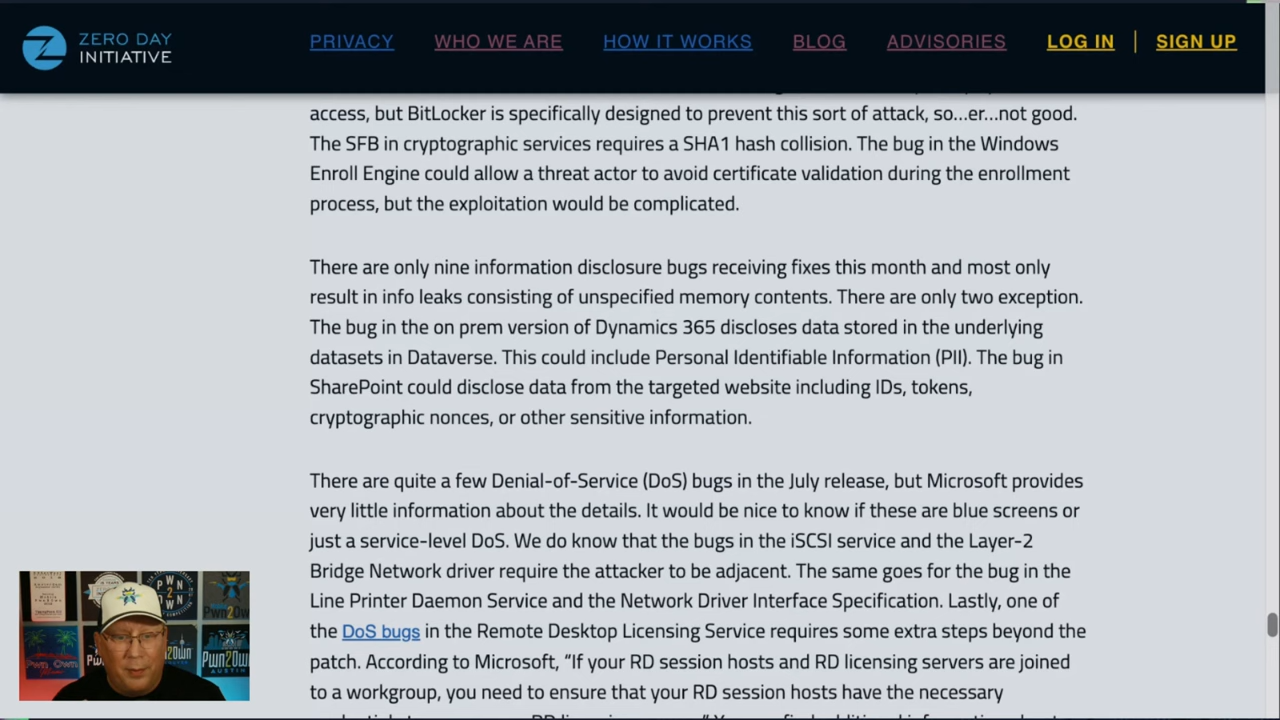 ZERO DAY
INITIATIVE
PRIVACY
WHO WE ARE
HOW IT WORKS
BLOG
ADVISORIES
LOG IN
SIGN UP
access, but BitLocker is specifically designed to prevent this sort of attack, so…er…not good.
The SFB in cryptographic services requires a SHA1 hash collision. The bug in the Windows
Enroll Engine could allow a threat actor to avoid certificate validation during the enrollment
process, but the exploitation would be complicated.
There are only nine information disclosure bugs receiving fixes this month and most only
result in info leaks consisting of unspecified memory contents. There are only two exception.
The bug in the on prem version of Dynamics 365 discloses data stored in the underlying
datasets in Dataverse. This could include Personal Identifiable Information (PII). The bug in
SharePoint could disclose data from the targeted website including IDs, tokens,
cryptographic nonces, or other sensitive information.
There are quite a few Denial-of-Service (DoS) bugs in the July release, but Microsoft provides
very little information about the details. It would be nice to know if these are blue screens or
just a service-level DoS. We do know that the bugs in the iSCSI service and the Layer-2
Bridge Network driver require the attacker to be adjacent. The same goes for the bug in the
Line Printer Daemon Service and the Network Driver Interface Specification. Lastly, one of
the DoS bugs in the Remote Desktop Licensing Service requires some extra steps beyond the
patch. According to Microsoft, “If your RD session hosts and RD licensing servers are joined
to a workgroup, you need to ensure that your RD session hosts have the necessary
PWN
2OWN
Pwn2Own
Pwn Own
Pwn2Own
AUSTIN